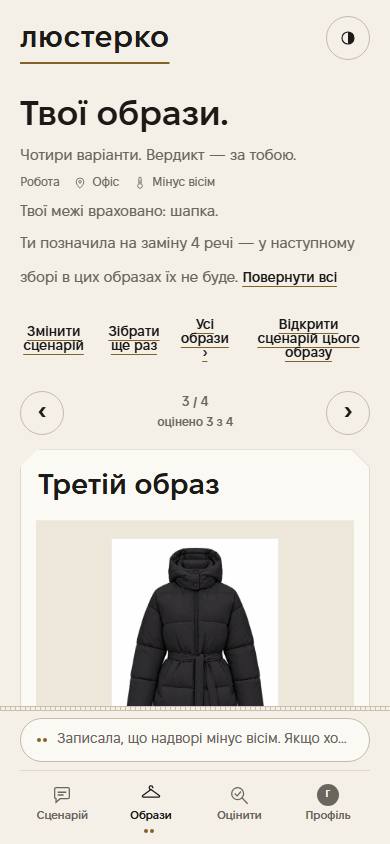 люстерко
Твої образи.
Чотири варіанти. Вердикт — за тобою.
Робота Офіс Мінус вісім
Твої межі враховано: шапка.
Ти позначила на заміну 4 речі — у наступному
зборі в цих образах їх не буде. Повернути всі
Змінити
сценарій
Зібрати
ще раз
Усі
образи
›
Відкрити
сценарій цього
образу
‹
3 / 4
оцінено 3 з 4
›
Третій образ
Записала, що надворі мінус вісім. Якщо хо...
Сценарій
Образи
Оцінити
Г
Профіль